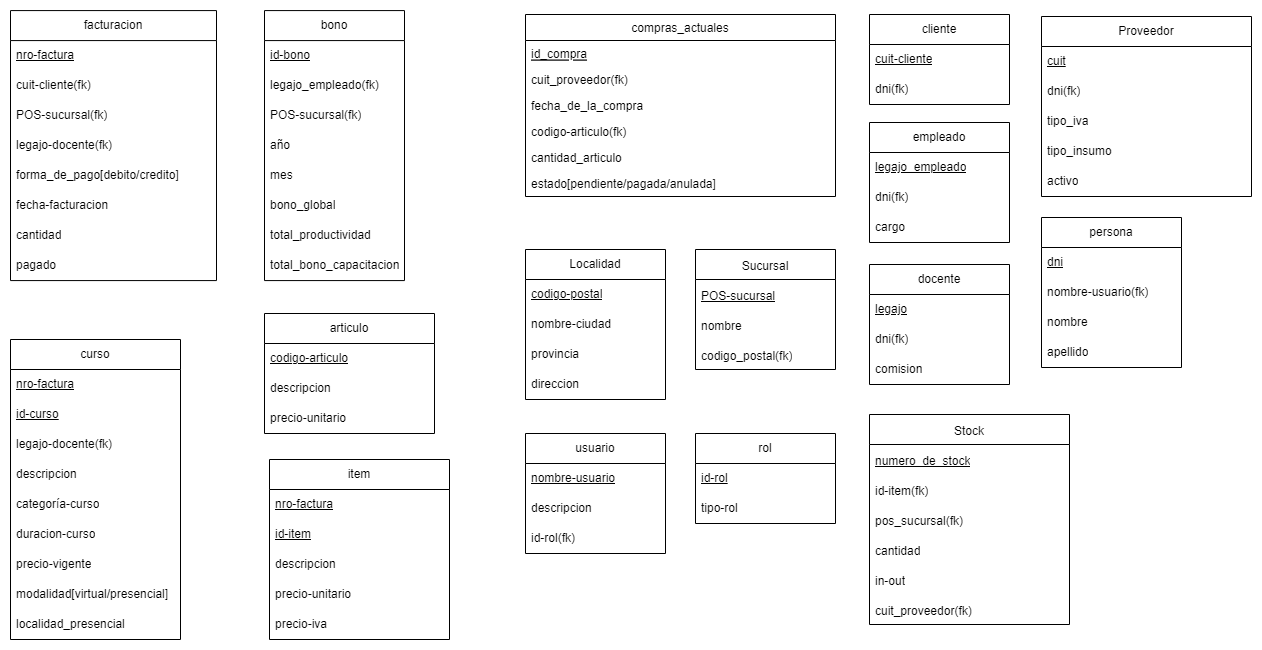 facturacion
nro-factura
cuit-cliente(fk)
POS-sucursal(fk)
legajo-docente(fk)
forma_de_pago[debito/credito]
fecha-facturacion
cantidad
pagado
bono
id-bono
legajo_empleado(fk)
POS-sucursal(fk)
año
mes
bono_global
total_productividad
total_bono_capacitacion
compras_actuales
id_compra
cuit_proveedor(fk)
fecha_de_la_compra
codigo-articulo(fk)
cantidad_articulo
estado[pendiente/pagada/anulada]
cliente
cuit-cliente
dni(fk)
Proveedor
cuit
dni(fk)
tipo_iva
tipo_insumo
activo
empleado
legajo_empleado
dni(fk)
cargo
persona
dni
nombre-usuario(fk)
nombre
apellido
Localidad
codigo-postal
nombre-ciudad
provincia
direccion
Sucursal
POS-sucursal
nombre
codigo_postal(fk)
docente
legajo
dni(fk)
comision
curso
nro-factura
id-curso
legajo-docente(fk)
descripcion
categoría-curso
duracion-curso
precio-vigente
modalidad[virtual/presencial]
localidad_presencial
articulo
codigo-articulo
descripcion
precio-unitario
item
nro-factura
id-item
descripcion
precio-unitario
precio-iva
usuario
nombre-usuario
descripcion
id-rol(fk)
rol
id-rol
tipo-rol
Stock
numero_de_stock
id-item(fk)
pos_sucursal(fk)
cantidad
in-out
cuit_proveedor(fk)